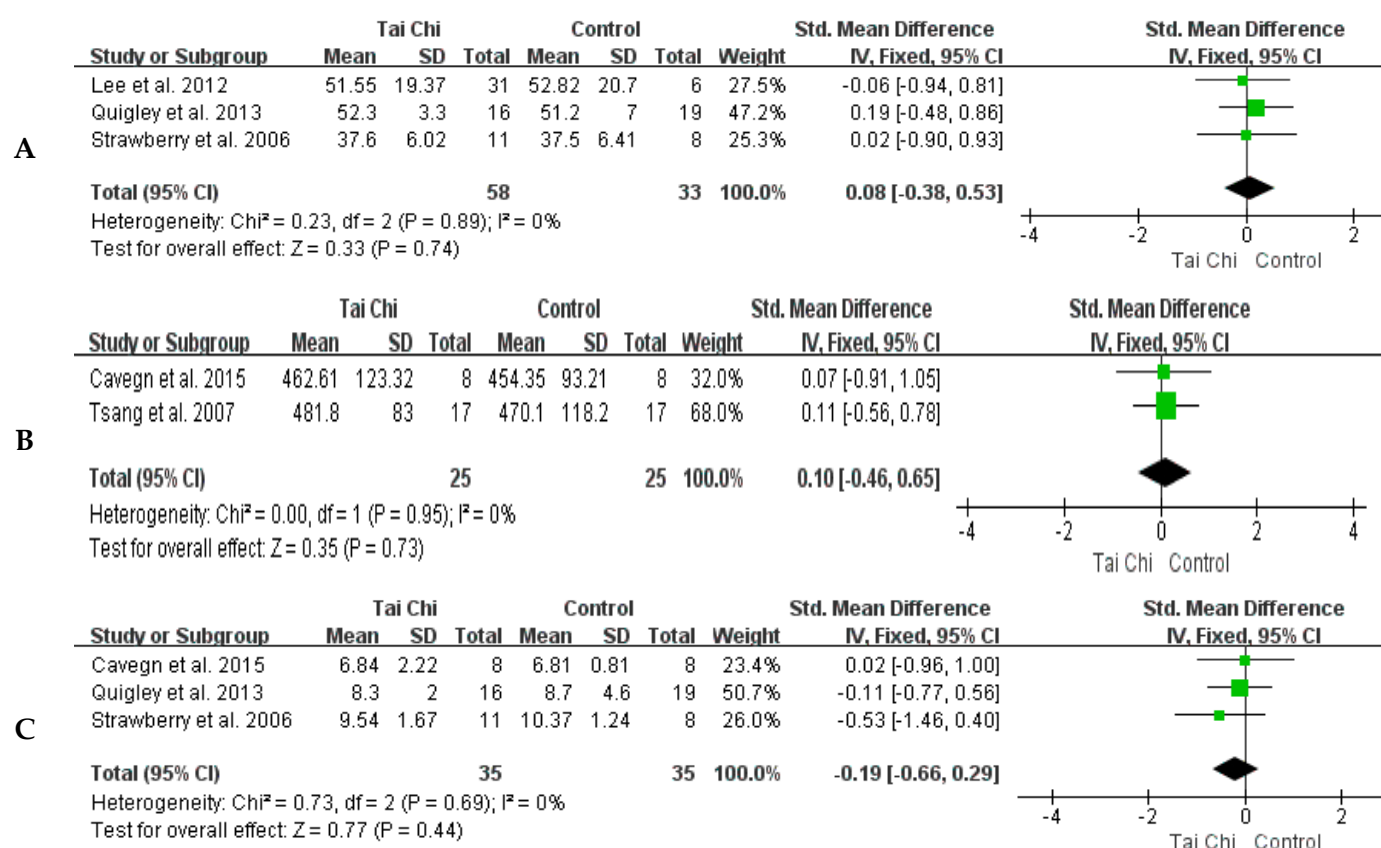 Tai Chi Control Std. Mean Difference Std. Mean Difference
Study or Subgroup Mean SD Total Mean SD Total Weight IV, Fixed, 95% CI IV, Fixed, 95% CI
Lee et al. 2012 51.55 19.37 31 52.82 20.7 6 27.5% -0.06 [-0.94, 0.81]
Quigley et al. 2013 52.3 3.3 16 51.2 7 19 47.2% 0.19 [-0.48, 0.86]
Strawberry et al. 2006 37.6 6.02 11 37.5 6.41 8 25.3% 0.02 [-0.90, 0.93]
A
Total (95% CI) 58 33 100.0% 0.08 [-0.38, 0.53]
Heterogeneity: Chi² = 0.23, df = 2 (P = 0.89); I² = 0%
-4 -2 0 2
Test for overall effect: Z = 0.33 (P = 0.74)
Tai Chi Control
Tai Chi Control Std. Mean Difference Std. Mean Difference
Study or Subgroup Mean SD Total Mean SD Total Weight IV, Fixed, 95% CI IV, Fixed, 95% CI
Cavegn et al. 2015 462.61 123.32 8 454.35 93.21 8 32.0% 0.07 [-0.91, 1.05]
Tsang et al. 2007 481.8 83 17 470.1 118.2 17 68.0% 0.11 [-0.56, 0.78]
B
Total (95% CI) 25 25 100.0% 0.10 [-0.46, 0.65]
Heterogeneity: Chi² = 0.00, df = 1 (P = 0.95); I² = 0%
-4 -2 0 2 4
Test for overall effect: Z = 0.35 (P = 0.73)
Tai Chi Control
Tai Chi Control Std. Mean Difference Std. Mean Difference
Study or Subgroup Mean SD Total Mean SD Total Weight IV, Fixed, 95% CI IV, Fixed, 95% CI
Cavegn et al. 2015 6.84 2.22 8 6.81 0.81 8 23.4% 0.02 [-0.96, 1.00]
Quigley et al. 2013 8.3 2 16 8.7 4.6 19 50.7% -0.11 [-0.77, 0.56]
Strawberry et al. 2006 9.54 1.67 11 10.37 1.24 8 26.0% -0.53 [-1.46, 0.40]
C
Total (95% CI) 35 35 100.0% -0.19 [-0.66, 0.29]
Heterogeneity: Chi² = 0.73, df = 2 (P = 0.69); I² = 0%
-4 -2 0 2
Test for overall effect: Z = 0.77 (P = 0.44)
Tai Chi Control